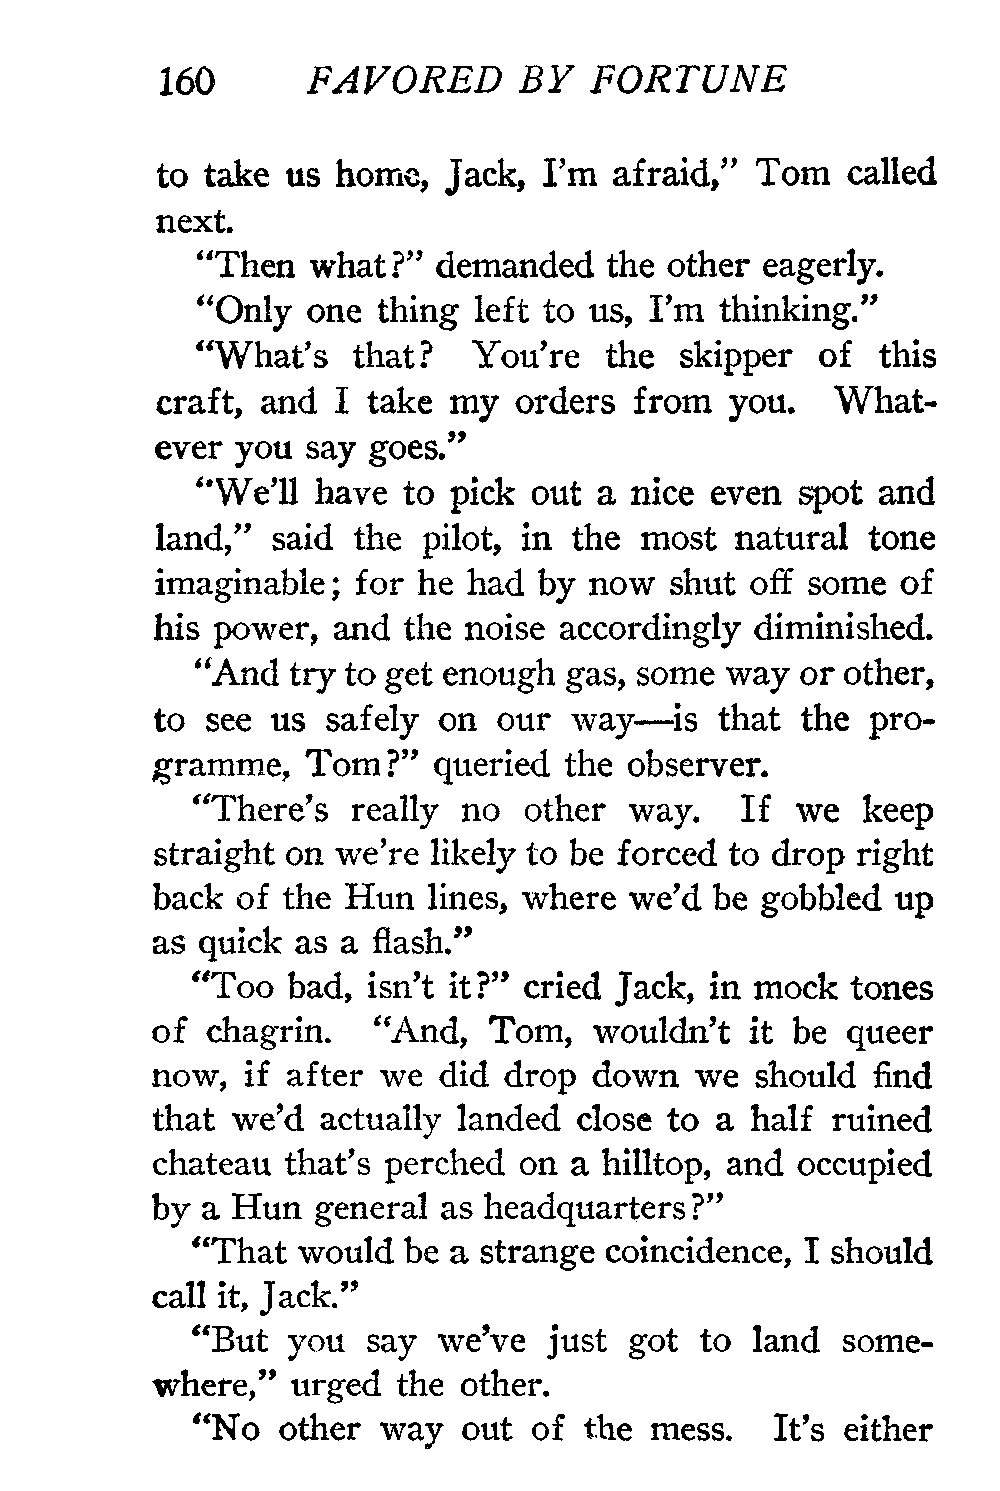 160 FAVORED BY FORTUNE
to take us home, Jack, I'm afraid," Tom called
next.
"Then what?" demanded the other eagerly.
"Only one thing left to us, I'm thinking."
"What's that? You're the skipper of this
craft, and I take my orders from you. What-
ever you say goes."
"We'll have to pick out a nice even spot and
land," said the pilot, in the most natural tone
imaginable; for he had by now shut off some of
his power, and the noise accordingly diminished.
"And try to get enough gas, some way or other,
to see us safely on our way—is that the pro-
gramme, Tom?" queried the observer.
"There's really no other way. If we keep
straight on we're likely to be forced to drop right
back of the Hun lines, where we'd be gobbled up
as quick as a flash."
"Too bad, isn't it?" cried Jack, in mock tones
of chagrin. "And, Tom, wouldn't it be queer
now, if after we did drop down we should find
that we'd actually landed close to a half ruined
chateau that's perched on a hilltop, and occupied
by a Hun general as headquarters?"
"That would be a strange coincidence, I should
call it, Jack."
"But you say we've just got to land some-
where," urged the other.
"No other way out of the mess. It's either